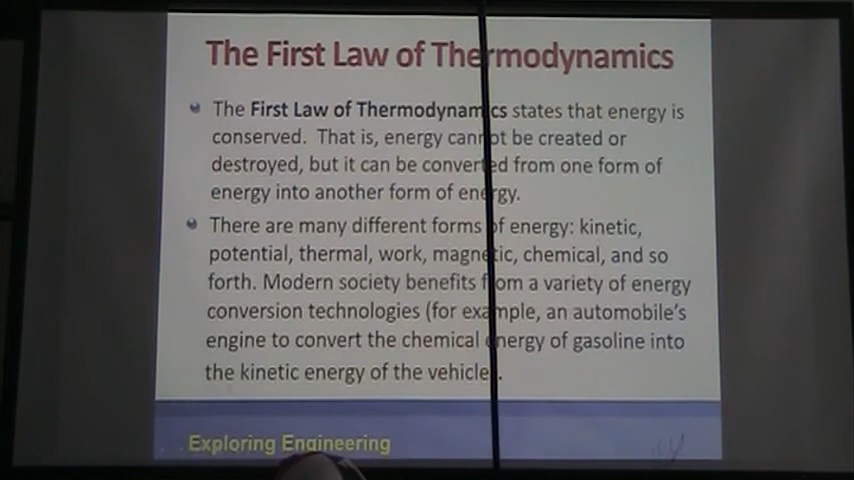 The First Law of Thermodynamics
The First Law of Thermodynamics states that energy is
conserved. That is, energy cannot be created or
destroyed, but it can be converted from one form of
energy into another form of energy.
There are many different forms of energy: kinetic,
potential, thermal, work, magnetic, chemical, and so
forth. Modern society benefits from a variety of energy
conversion technologies (for example, an automobile's
engine to convert the chemical energy of gasoline into
the kinetic energy of the vehicle).
Exploring Engineering